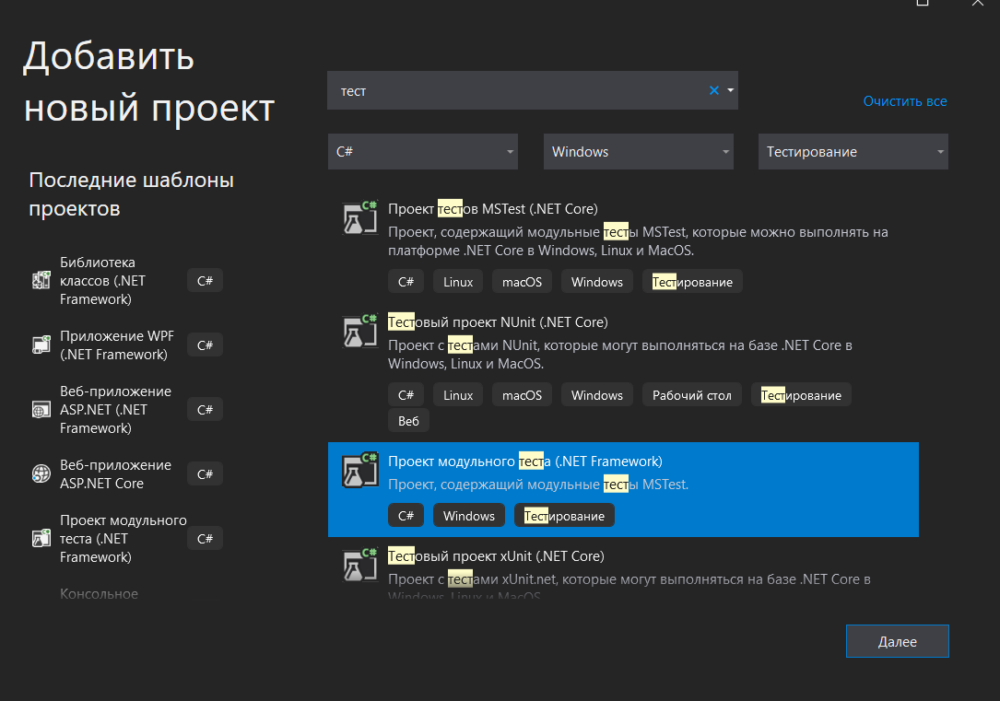 Добавить
новый проект
Последние шаблоны
проектов
Библиотека
классов (.NET
Framework)
C#
Приложение WPF
(.NET Framework)
C#
Веб-приложение
ASP.NET (.NET
Framework)
C#
Веб-приложение
ASP.NET Core
C#
Проект модульного
теста (.NET
Framework)
C#
Консольное
тест
Очистить все
C#
Windows
Тестирование
C#
Проект тестов MSTest (.NET Core)
Проект, содержащий модульные тесты MSTest, которые можно выполнять на
платформе .NET Core в Windows, Linux и MacOS.
C# Linux macOS Windows Тестирование
C#
Тестовый проект NUnit (.NET Core)
Проект с тестами NUnit, которые могут выполняться на базе .NET Core в
Windows, Linux и MacOS.
C# Linux macOS Windows Рабочий стол Тестирование
Веб
C#
Проект модульного теста (.NET Framework)
Проект, содержащий модульные тесты MSTest.
C# Windows Тестирование
C#
Тестовый проект xUnit (.NET Core)
Проект с тестами xUnit.net, которые могут выполняться на базе .NET Core в
Windows, Linux и MacOS.
Далее